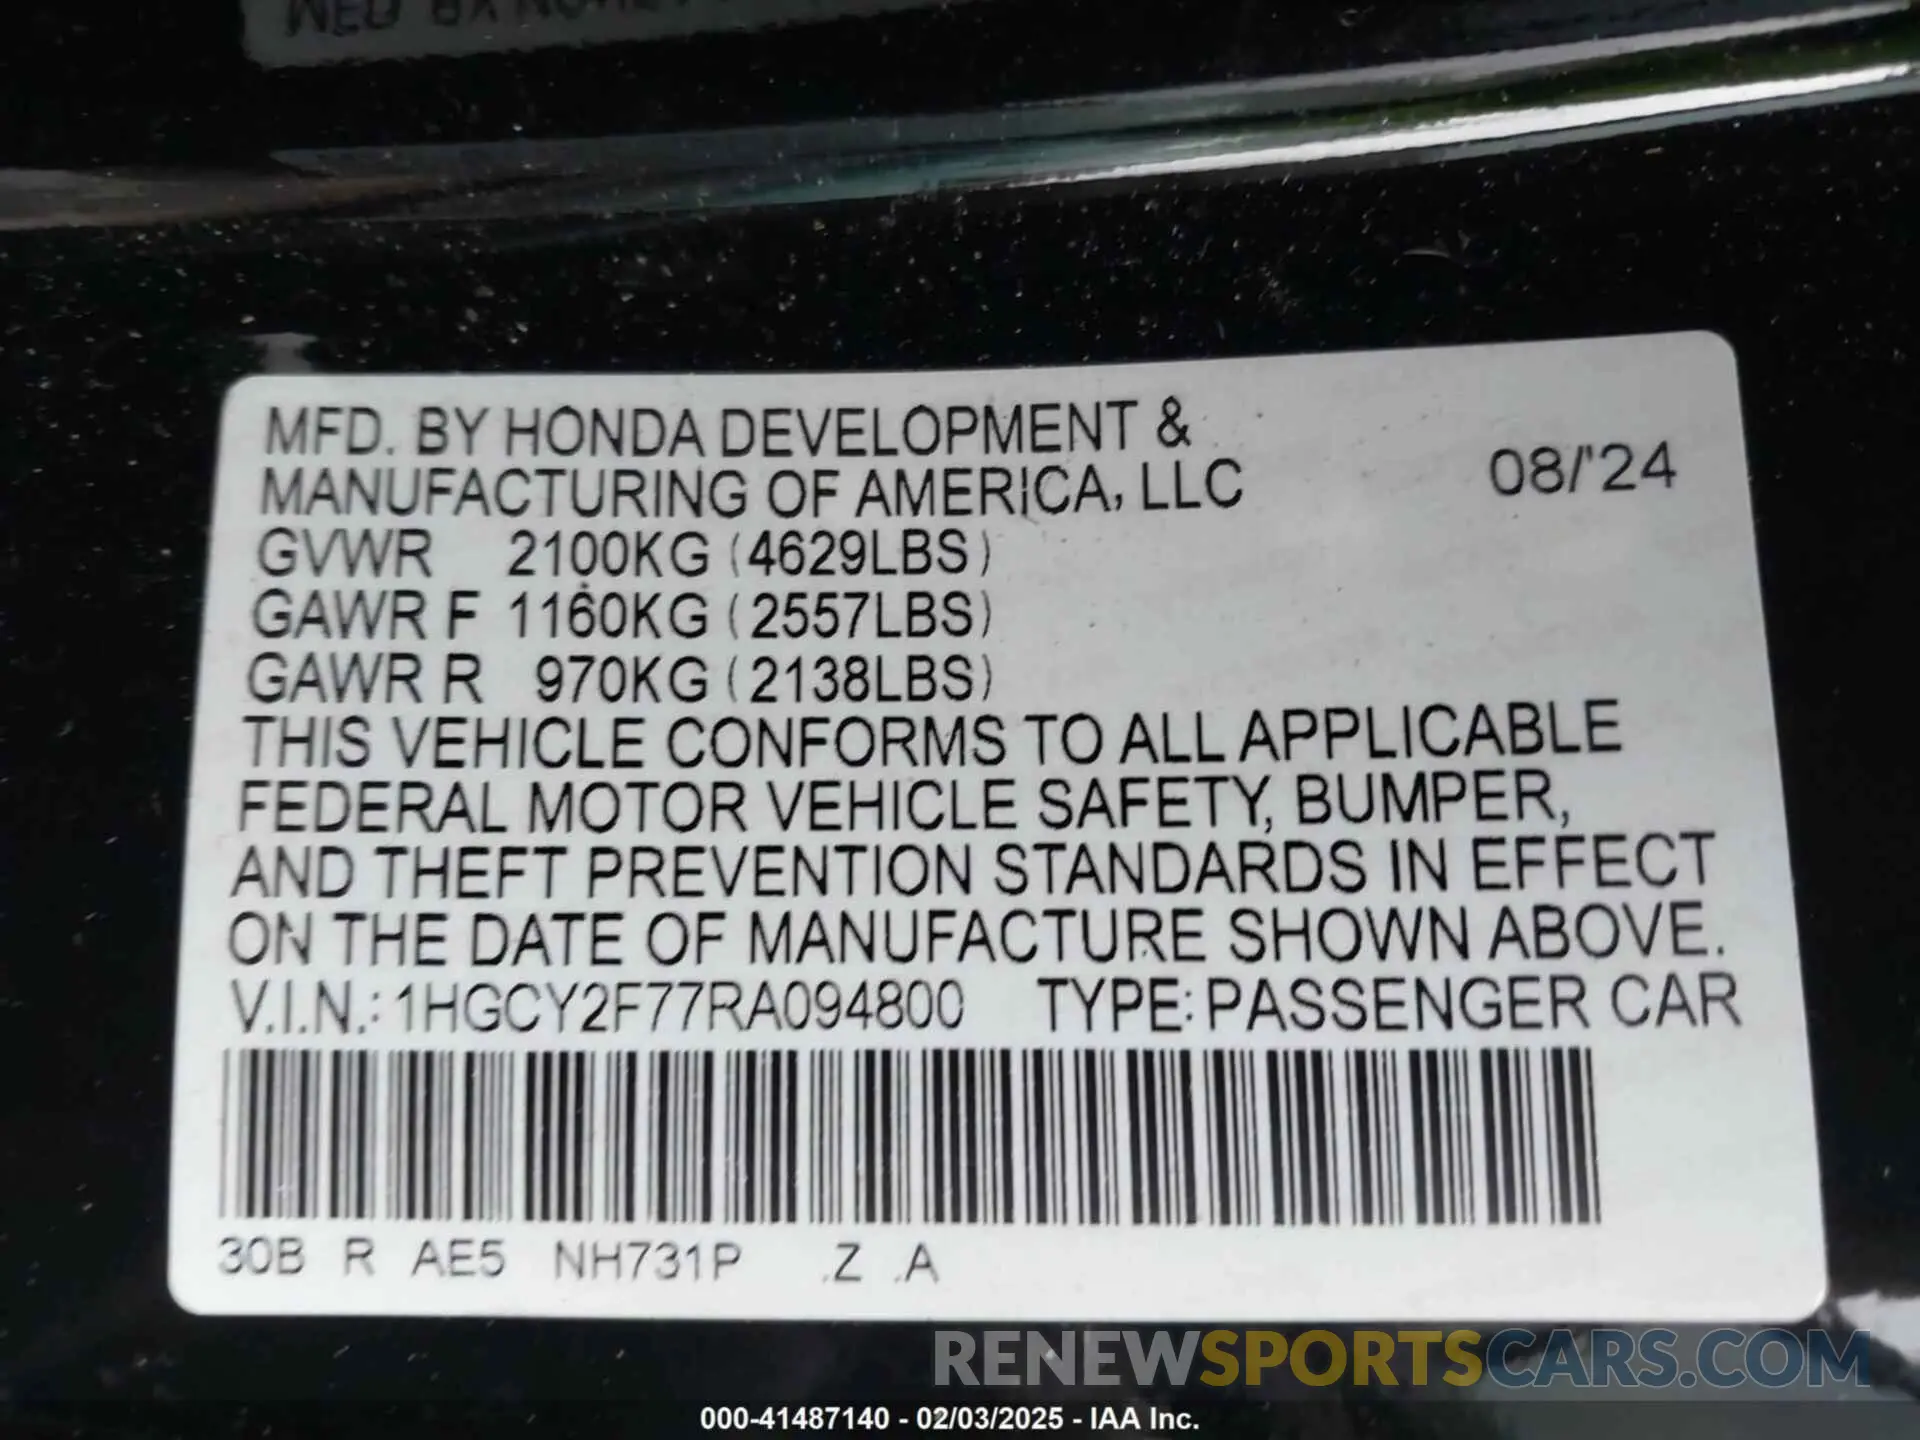 MFD. BY HONDA DEVELOPMENT &
MANUFACTURING OF AMERICA, LLC 08/'24
GVWR 2100KG (4629LBS)
GAWR F 1160KG (2557LBS)
GAWR R 970KG (2138LBS)
THIS VEHICLE CONFORMS TO ALL APPLICABLE
FEDERAL MOTOR VEHICLE SAFETY, BUMPER,
AND THEFT PREVENTION STANDARDS IN EFFECT
ON THE DATE OF MANUFACTURE SHOWN ABOVE.
V.I.N.: 1HGCY2F77RA094800 TYPE: PASSENGER CAR
30B R AE5 NH731P .Z .A
RENEWSPORTSCARS.COM
000-41487140 - 02/03/2025 - IAA Inc.